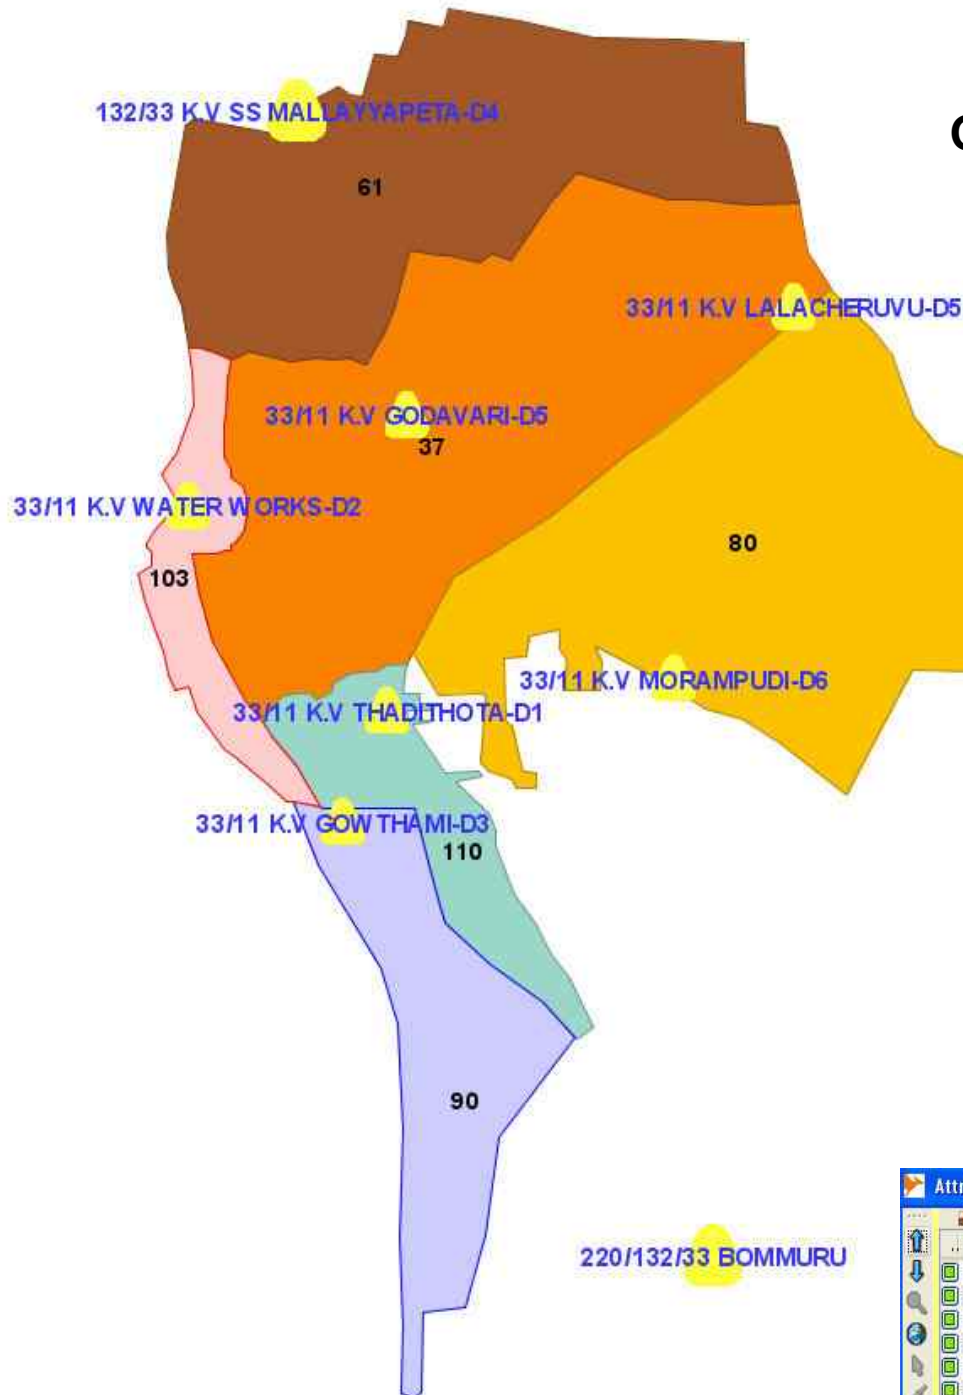 132/33 K.V SS MALLAYYAPETA-D4
61
33/11 K.V LALACHERUVU-D5
33/11 K.V GODAVARI-D5
37
33/11 K.V WATER WORKS-D2
80
103
33/11 K.V MORAMPUDI-D6
33/11 K.V THADITHOTA-D1
33/11 K.V GOWTHAMI-D3
110
90
220/132/33 BOMMURU